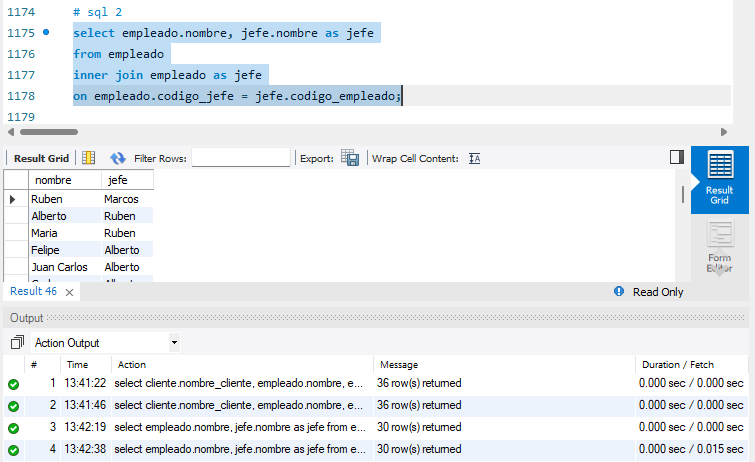 1174 # sql 2
1175 select empleado.nombre, jefe.nombre as jefe
1176 from empleado
1177 inner join empleado as jefe
1178 on empleado.codigo_jefe = jefe.codigo_empleado;
1179
Result Grid Filter Rows: Export: Wrap Cell Content: IA
nombre jefe
Ruben Marcos
Alberto Ruben
Maria Ruben
Felipe Alberto
Juan Carlos Alberto
Result Grid
Form Editor
Result 46 Read Only
Output
Action Output
# Time Action Message Duration / Fetch
1 13:41:22 select cliente.nombre_cliente, empleado.nombre, e... 36 row(s) returned 0.000 sec / 0.000 sec
2 13:41:46 select cliente.nombre_cliente, empleado.nombre, e... 36 row(s) returned 0.000 sec / 0.000 sec
3 13:42:19 select empleado.nombre, jefe.nombre as jefe from e... 30 row(s) returned 0.000 sec / 0.000 sec
4 13:42:38 select empleado.nombre, jefe.nombre as jefe from e... 30 row(s) returned 0.000 sec / 0.015 sec